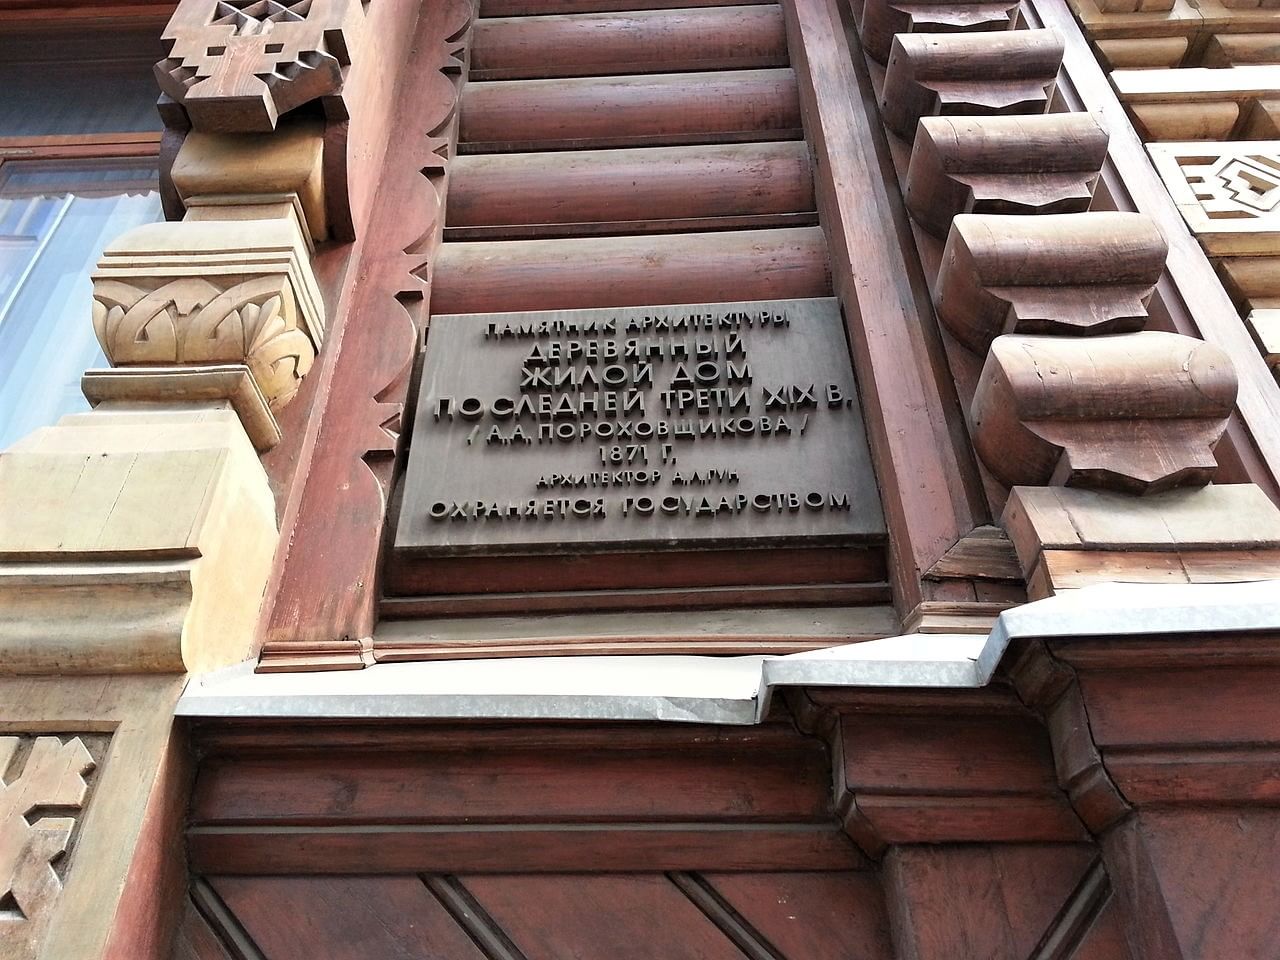 ПАМЯТНИК АРХИТЕКТУРЫ
ДЕРЕВЯННЫЙ
ЖИЛОЙ ДОМ
ПОСЛЕДНЕЙ ТРЕТИ XIX В.
/А.А. ПОРОХОВЩИКОВА/
1871 Г.
АРХИТЕКТОР А.Л.ГУН
ОХРАНЯЕТСЯ ГОСУДАРСТВОМ